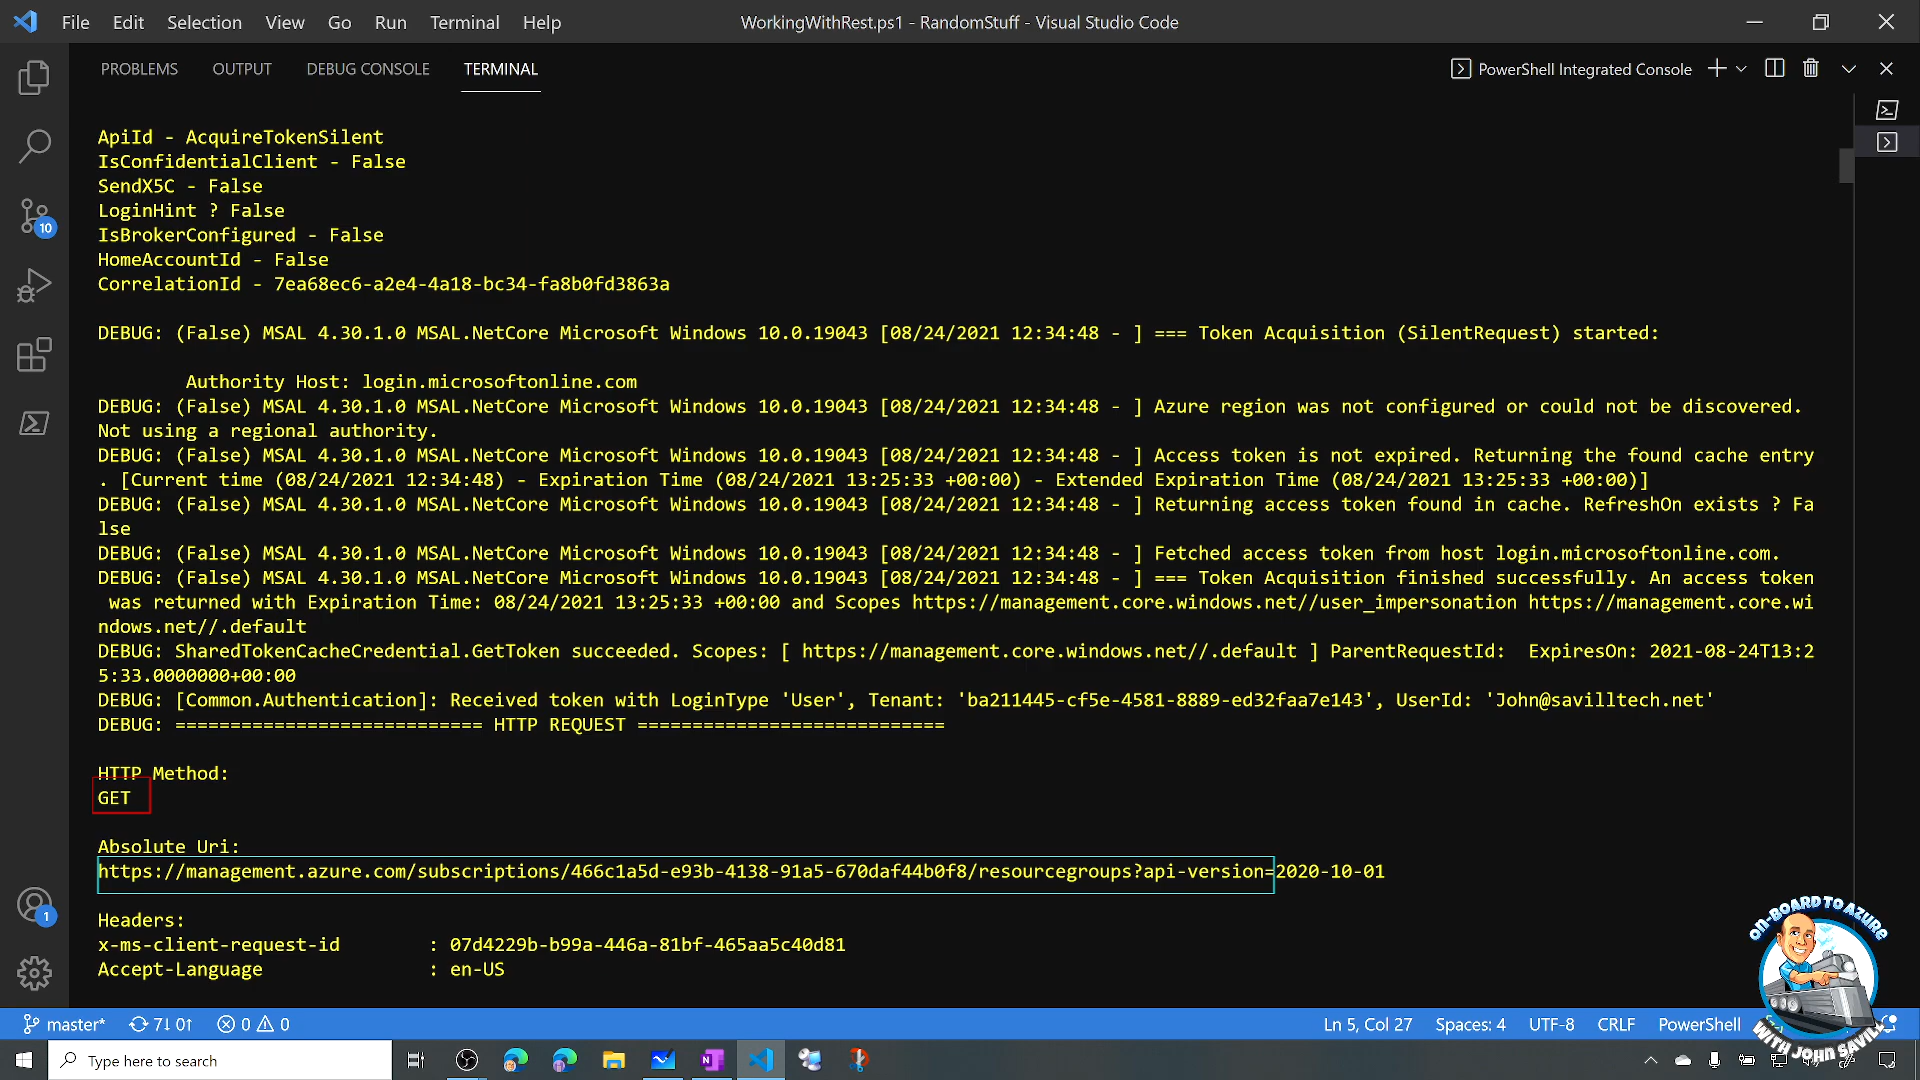 File Edit Selection View Go Run Terminal Help
WorkingWithRest.ps1 - RandomStuff - Visual Studio Code
PROBLEMS OUTPUT DEBUG CONSOLE TERMINAL
PowerShell Integrated Console
ApiId - AcquireTokenSilent
IsConfidentialClient - False
SendX5C - False
LoginHint ? False
IsBrokerConfigured - False
HomeAccountId - False
CorrelationId - 7ea68ec6-a2e4-4a18-bc34-fa8b0fd3863a
DEBUG: (False) MSAL 4.30.1.0 MSAL.NetCore Microsoft Windows 10.0.19043 [08/24/2021 12:34:48 - ] === Token Acquisition (SilentRequest) started:
Authority Host: login.microsoftonline.com
DEBUG: (False) MSAL 4.30.1.0 MSAL.NetCore Microsoft Windows 10.0.19043 [08/24/2021 12:34:48 - ] Azure region was not configured or could not be discovered.
Not using a regional authority.
DEBUG: (False) MSAL 4.30.1.0 MSAL.NetCore Microsoft Windows 10.0.19043 [08/24/2021 12:34:48 - ] Access token is not expired. Returning the found cache entry
. [Current time (08/24/2021 12:34:48) - Expiration Time (08/24/2021 13:25:33 +00:00) - Extended Expiration Time (08/24/2021 13:25:33 +00:00)]
DEBUG: (False) MSAL 4.30.1.0 MSAL.NetCore Microsoft Windows 10.0.19043 [08/24/2021 12:34:48 - ] Returning access token found in cache. RefreshOn exists ? Fa
lse
DEBUG: (False) MSAL 4.30.1.0 MSAL.NetCore Microsoft Windows 10.0.19043 [08/24/2021 12:34:48 - ] Fetched access token from host login.microsoftonline.com.
DEBUG: (False) MSAL 4.30.1.0 MSAL.NetCore Microsoft Windows 10.0.19043 [08/24/2021 12:34:48 - ] === Token Acquisition finished successfully. An access token
was returned with Expiration Time: 08/24/2021 13:25:33 +00:00 and Scopes https://management.core.windows.net//user_impersonation https://management.core.wi
ndows.net//.default
DEBUG: SharedTokenCacheCredential.GetToken succeeded. Scopes: [ https://management.core.windows.net//.default ] ParentRequestId:  ExpiresOn: 2021-08-24T13:2
5:33.0000000+00:00
DEBUG: [Common.Authentication]: Received token with LoginType 'User', Tenant: 'ba211445-cf5e-4581-8889-ed32faa7e143', UserId: 'John@savilltech.net'
DEBUG: ============================ HTTP REQUEST ============================
HTTP Method:
GET
Absolute Uri:
https://management.azure.com/subscriptions/466c1a5d-e93b-4138-91a5-670daf44b0f8/resourcegroups?api-version=2020-10-01
Headers:
x-ms-client-request-id : 07d4229b-b99a-446a-81bf-465aa5c40d81
Accept-Language : en-US
10
1
ON-BOARD TO AZURE
WITH JOHN SAVILL
master* 7↓ 0↑ 0 0
Ln 5, Col 27 Spaces: 4 UTF-8 CRLF PowerShell
Type here to search